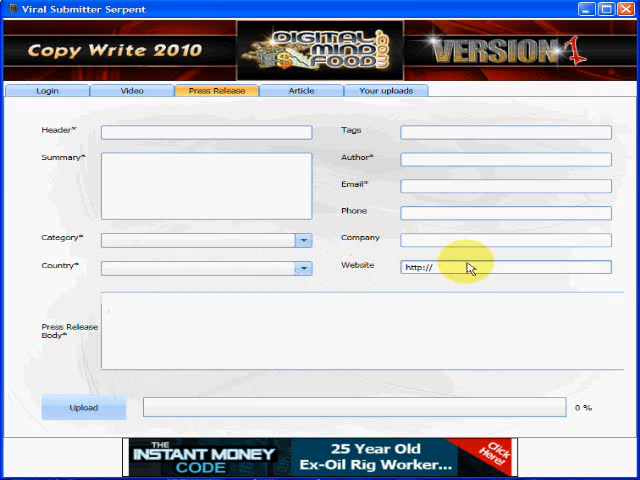 Viral Submitter Serpent
Copy Write 2010
DIGITAL
MIND
FOOD.com
VERSION 1
Login
Video
Press Release
Article
Your uploads
Header*
Tags
Summary*
Author*
Email*
Phone
Category*
Company
Country*
Website
http://
Press Release
Body*
Upload
0 %
THE
INSTANT MONEY
CODE
25 Year Old
Ex-Oil Rig Worker...
Click
Here!